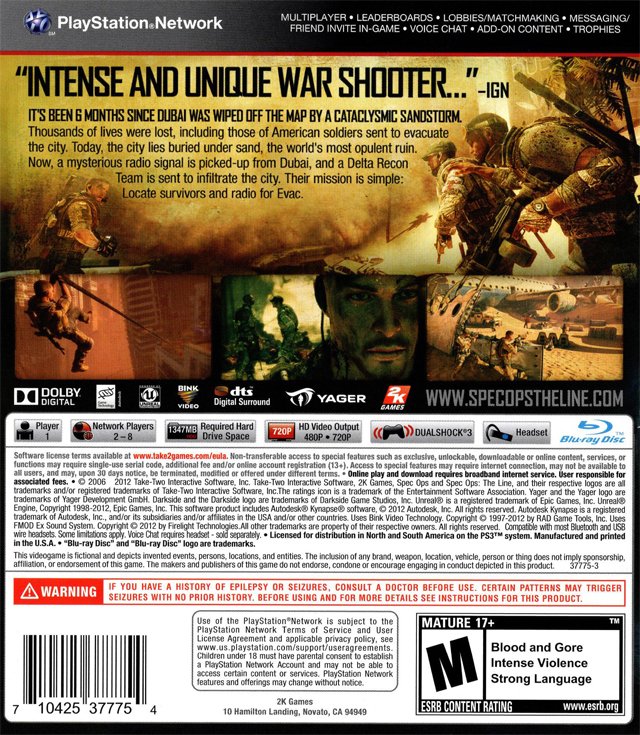 PlayStation®Network
MULTIPLAYER • LEADERBOARDS • LOBBIES/MATCHMAKING • MESSAGING/
FRIEND INVITE IN-GAME • VOICE CHAT • ADD-ON CONTENT • TROPHIES
“INTENSE AND UNIQUE WAR SHOOTER...” –IGN
IT'S BEEN 6 MONTHS SINCE DUBAI WAS WIPED OFF THE MAP BY A CATACLYSMIC SANDSTORM.
Thousands of lives were lost, including those of American soldiers sent to evacuate
the city. Today, the city lies buried under sand, the world's most opulent ruin.
Now, a mysterious radio signal is picked-up from Dubai, and a Delta Recon
Team is sent to infiltrate the city. Their mission is simple:
Locate survivors and radio for Evac.
DOLBY DIGITAL
Autodesk
UNREAL
BINK VIDEO
dts Digital Surround
YAGER
2K GAMES
WWW.SPECOPSTHELINE.COM
Player 1
Network Players 2 – 8
1347MB Required Hard Drive Space
720P HD Video Output 480P • 720P
DUALSHOCK®3
Headset
Blu-ray Disc™
Software license terms available at www.take2games.com/eula. Non-transferable access to special features such as exclusive, unlockable, downloadable or online content, services, or
functions may require single-use serial code, additional fee and/or online account registration (13+). Access to special features may require internet connection, may not be available to
all users, and, may, upon 30 days notice, be terminated, modified or offered under different terms. • Online play and download requires broadband internet service. User responsible for
associated fees. • © 2006   2012 Take-Two Interactive Software, Inc. Take-Two Interactive Software, 2K Games, Spec Ops and Spec Ops: The Line, and their respective logos are all
trademarks and/or registered trademarks of Take-Two Interactive Software, Inc.The ratings icon is a trademark of the Entertainment Software Association. Yager and the Yager logo are
trademarks of Yager Development GmbH. Darkside and the Darkside logo are trademarks of Darkside Game Studios, Inc. Unreal® is a registered trademark of Epic Games, Inc. Unreal®
Engine, Copyright 1998-2012, Epic Games, Inc. This software product includes Autodesk® Kynapse® software, © 2012 Autodesk, Inc. All rights reserved. Autodesk Kynapse is a registered
trademark of Autodesk, Inc., and/or its subsidiaries and/or affiliates in the USA and/or other countries. Uses Bink Video Technology. Copyright © 1997-2012 by RAD Game Tools, Inc. Uses
FMOD Ex Sound System. Copyright © 2012 by Firelight Technologies.All other trademarks are property of their respective owners. All rights reserved.  Compatible with most Bluetooth and USB
wire headsets. Some limitations apply. Voice Chat requires headset - sold separately. • Licensed for distribution in North and South America on the PS3™ system. Manufactured and printed
in the U.S.A. • “Blu-ray Disc” and “Blu-ray Disc” logo are trademarks.
This videogame is fictional and depicts invented events, persons, locations, and entities. The inclusion of any brand, weapon, location, vehicle, person or thing does not imply sponsorship,
affiliation, or endorsement of this game. The makers and publishers of this game do not endorse, condone or encourage engaging in conduct depicted in this product.    37775-3
WARNING
IF YOU HAVE A HISTORY OF EPILEPSY OR SEIZURES, CONSULT A DOCTOR BEFORE USE. CERTAIN PATTERNS MAY TRIGGER
SEIZURES WITH NO PRIOR HISTORY. BEFORE USING AND FOR MORE DETAILS SEE INSTRUCTIONS FOR THIS PRODUCT.
7 10425 37775 4
Use of the PlayStation®Network is subject to the
PlayStation Network Terms of Service and User
License Agreement and applicable privacy policy, see
www.us.playstation.com/support/useragreements.
Children under 18 must have parental consent to establish
a PlayStation Network Account and may not be able to
access certain content or services. PlayStation Network
features and offerings may change without notice.
2K Games
10 Hamilton Landing, Novato, CA 94949
MATURE 17+ ™
M
Blood and Gore
Intense Violence
Strong Language
ESRB CONTENT RATING www.esrb.org